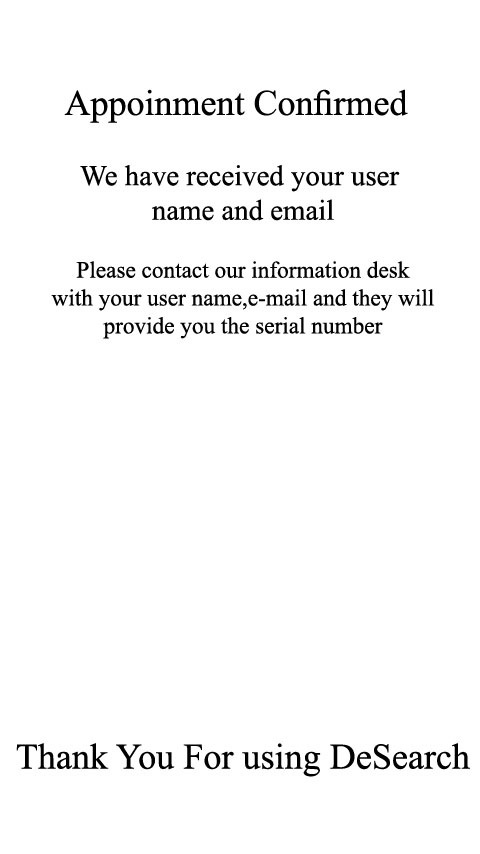 Appoinment Confirmed
We have received your user
name and email
Please contact our information desk
with your user name,e-mail and they will
provide you the serial number
Thank You For using DeSearch